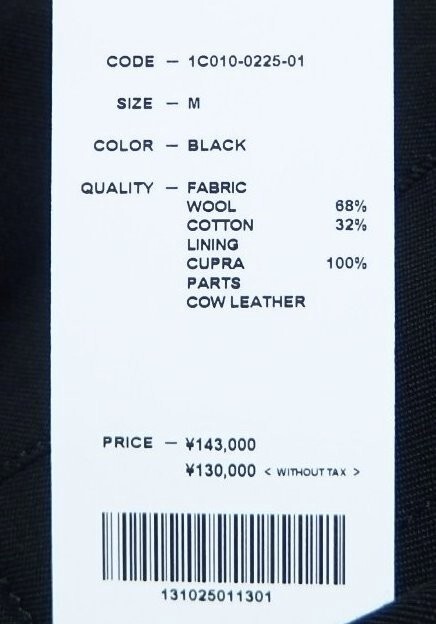 CODE — 1C010-0225-01
SIZE — M
COLOR — BLACK
QUALITY — FABRIC
WOOL 68%
COTTON 32%
LINING
CUPRA 100%
PARTS
COW LEATHER
PRICE — ¥143,000
¥130,000 < WITHOUT TAX >
131025011301